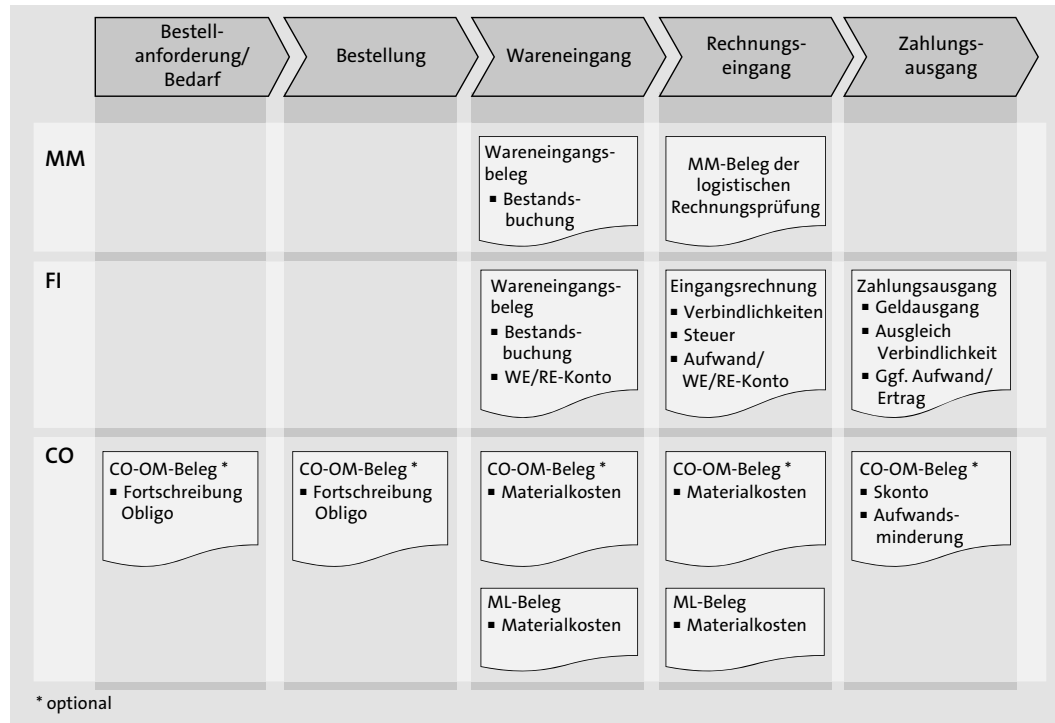 Bestell-
anforderung/
Bedarf
Bestellung
Wareneingang
Rechnungs-
eingang
Zahlungs-
ausgang
MM
Wareneingangs-
beleg
▪ Bestands-
buchung
MM-Beleg der
logistischen
Rechnungsprüfung
FI
Wareneingangs-
beleg
▪ Bestands-
buchung
▪ WE/RE-Konto
Eingangsrechnung
▪ Verbindlichkeiten
▪ Steuer
▪ Aufwand/
WE/RE-Konto
Zahlungsausgang
▪ Geldausgang
▪ Ausgleich
Verbindlichkeit
▪ Ggf. Aufwand/
Ertrag
CO
CO-OM-Beleg *
▪ Fortschreibung
Obligo
CO-OM-Beleg *
▪ Fortschreibung
Obligo
CO-OM-Beleg *
▪ Materialkosten
CO-OM-Beleg *
▪ Materialkosten
CO-OM-Beleg *
▪ Skonto
▪ Aufwands-
minderung
ML-Beleg
▪ Materialkosten
ML-Beleg
▪ Materialkosten
* optional